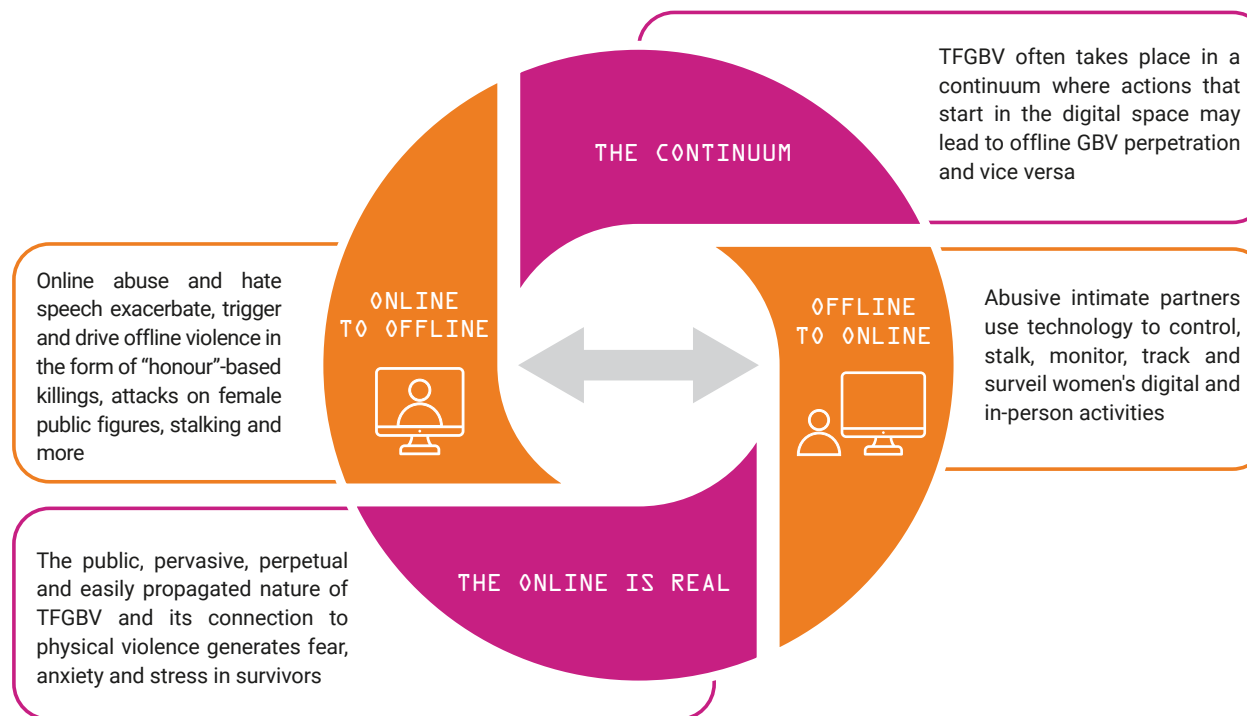 THE CONTINUUM
TFGBV often takes place in a
continuum where actions that
start in the digital space may
lead to offline GBV perpetration
and vice versa
ONLINE
TO OFFLINE
Online abuse and hate
speech exacerbate, trigger
and drive offline violence in
the form of “honour”-based
killings, attacks on female
public figures, stalking and
more
OFFLINE
TO ONLINE
Abusive intimate partners
use technology to control,
stalk, monitor, track and
surveil women's digital and
in-person activities
THE ONLINE IS REAL
The public, pervasive, perpetual
and easily propagated nature of
TFGBV and its connection to
physical violence generates fear,
anxiety and stress in survivors